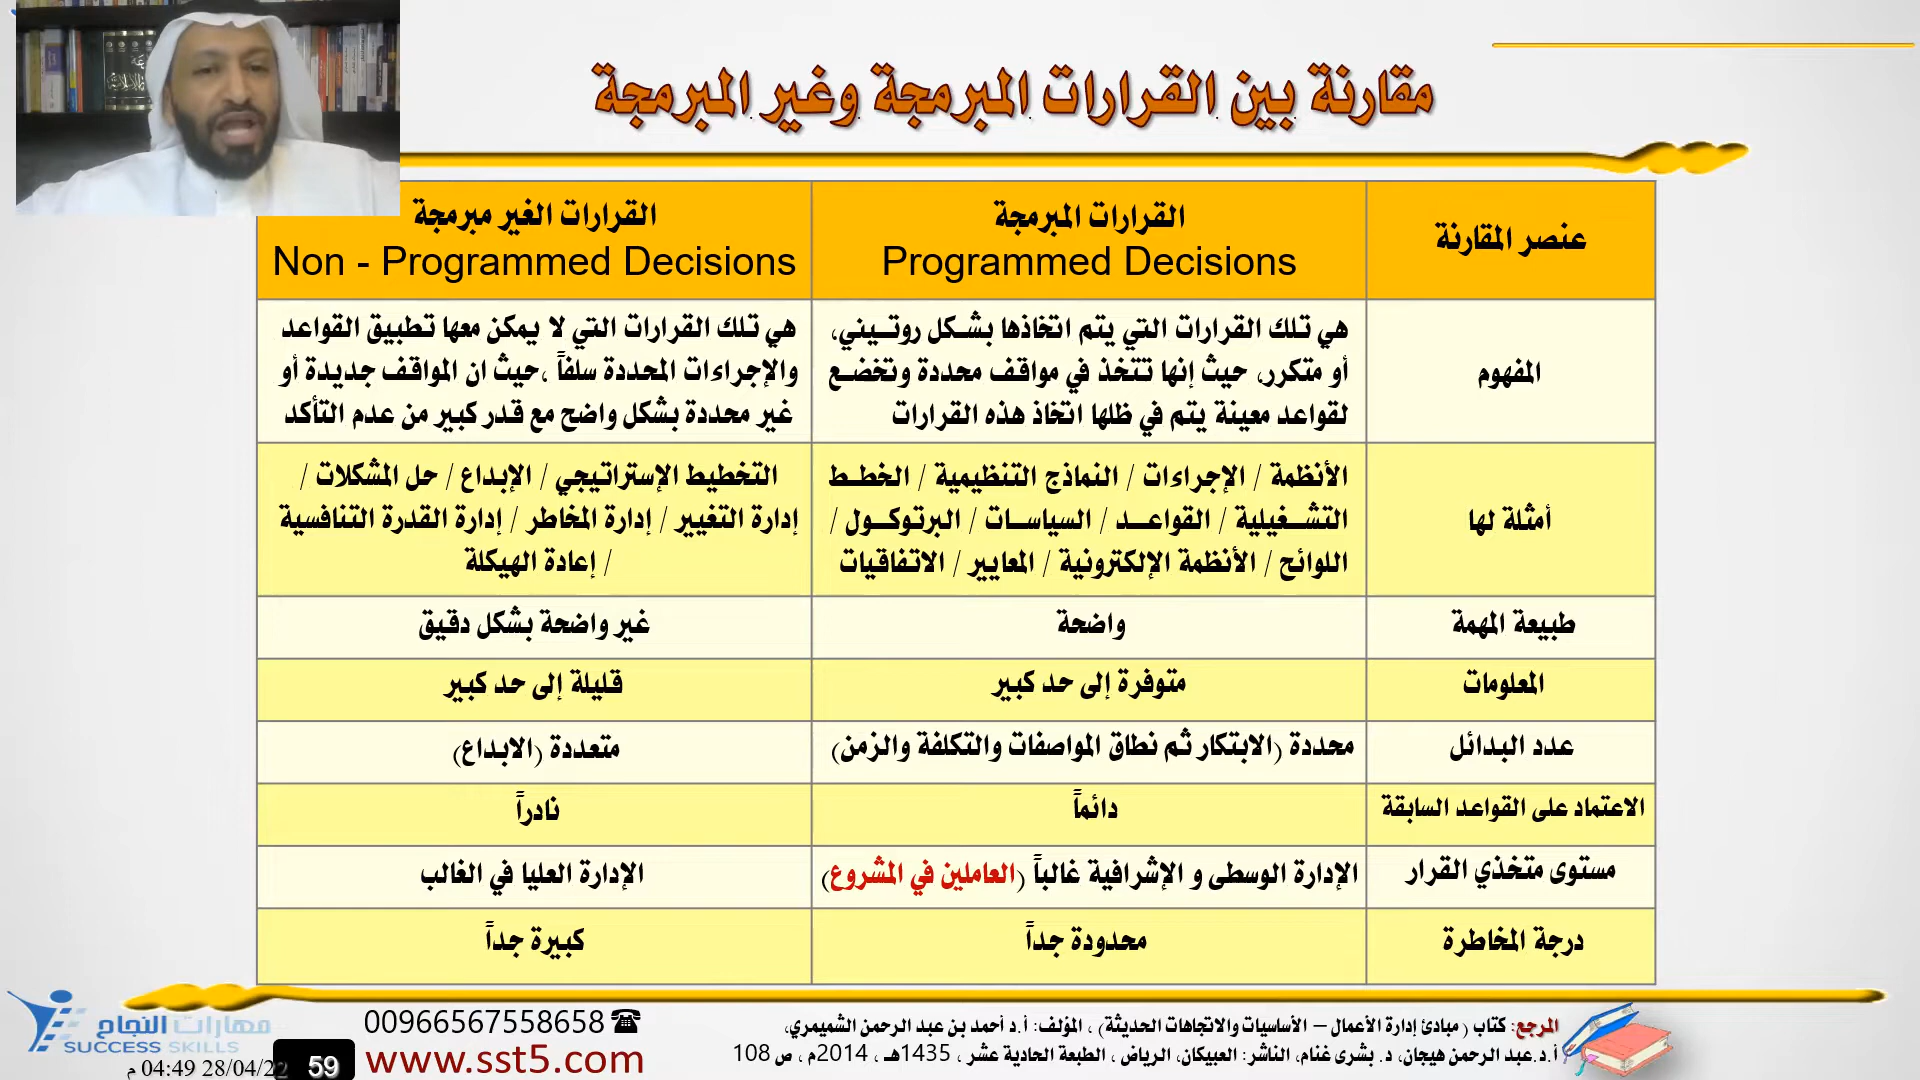 مقارنة بين القرارات المبرمجة وغير المبرمجة
عنصر المقارنة
القرارات المبرمجة
Programmed Decisions
القرارات الغير مبرمجة
Non - Programmed Decisions
المفهوم
هي تلك القرارات التي يتم اتخاذها بشكل روتيني،
أو متكرر، حيث إنها تتخذ في مواقف محددة وتخضع
لقواعد معينة يتم في ظلها اتخاذ هذه القرارات
هي تلك القرارات التي لا يمكن معها تطبيق القواعد
والإجراءات المحددة سلفاً ،حيث ان المواقف جديدة أو
غير محددة بشكل واضح مع قدر كبير من عدم التأكد
أمثلة لها
الأنظمة / الإجراءات / النماذج التنظيمية / الخطط
التشغيلية / القواعد / السياسات / البرتوكول /
اللوائح / الأنظمة الإلكترونية / المعايير / الاتفاقيات
التخطيط الإستراتيجي / الإبداع / حل المشكلات /
إدارة التغيير / إدارة المخاطر / إدارة القدرة التنافسية
/ إعادة الهيكلة
طبيعة المهمة
واضحة
غير واضحة بشكل دقيق
المعلومات
متوفرة إلى حد كبير
قليلة إلى حد كبير
عدد البدائل
محددة (الابتكار ثم نطاق المواصفات والتكلفة والزمن)
متعددة (الابداع)
الاعتماد على القواعد السابقة
دائماً
نادراً
مستوى متخذي القرار
الإدارة الوسطى و الإشرافية غالباً (العاملين في المشروع)
الإدارة العليا في الغالب
درجة المخاطرة
محدودة جداً
كبيرة جداً
المرجع: كتاب ( مبادئ إدارة الأعمال – الأساسيات والاتجاهات الحديثة) ، المؤلف: أ.د أحمد بن عبد الرحمن الشميمري،
أ.د.عبد الرحمن هيجان، د. بشرى غنام، الناشر: العبيكان، الرياض ، الطبعة الحادية عشر ، 1435هـ ، 2014م ، ص 108
00966567558658
www.sst5.com
59
مهارات النجاح
SUCCESS SKILLS
28/04/22 04:49 م